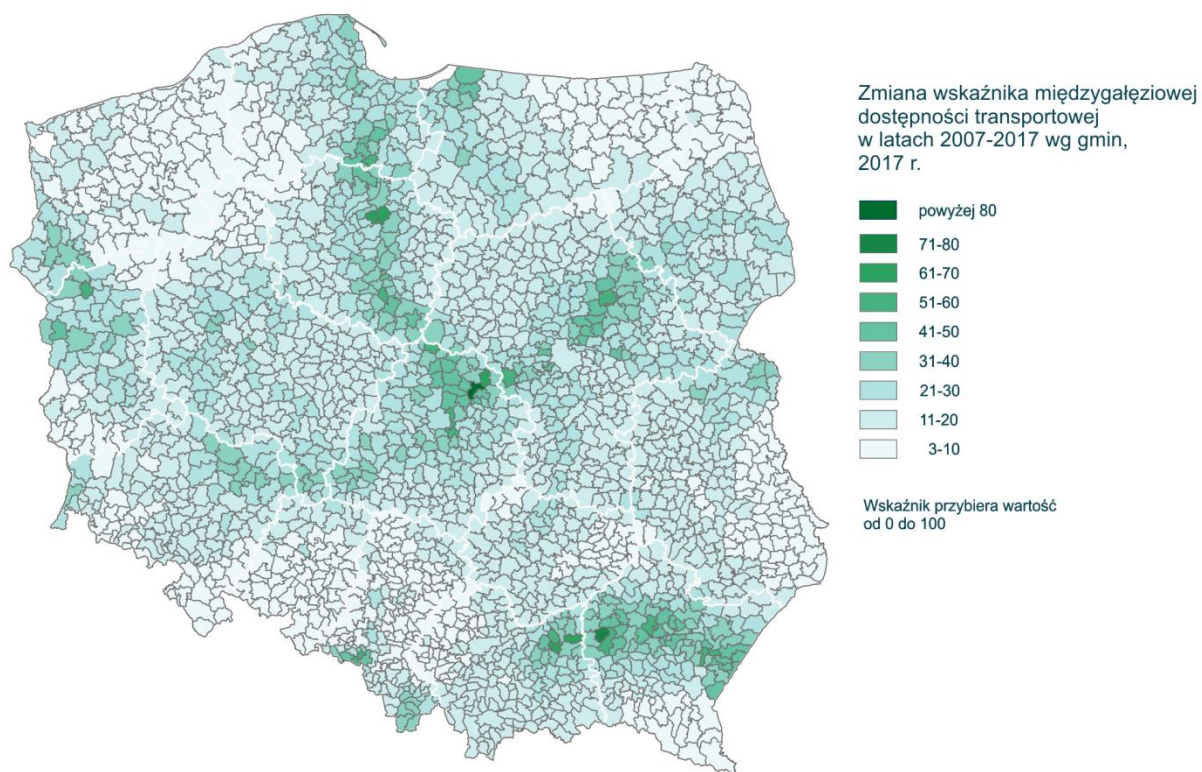 Zmiana wskaźnika międzygałęziowej
dostępności transportowej
w latach 2007-2017 wg gmin,
2017 r.
powyżej 80
71-80
61-70
51-60
41-50
31-40
21-30
11-20
3-10
Wskaźnik przybiera wartość
od 0 do 100